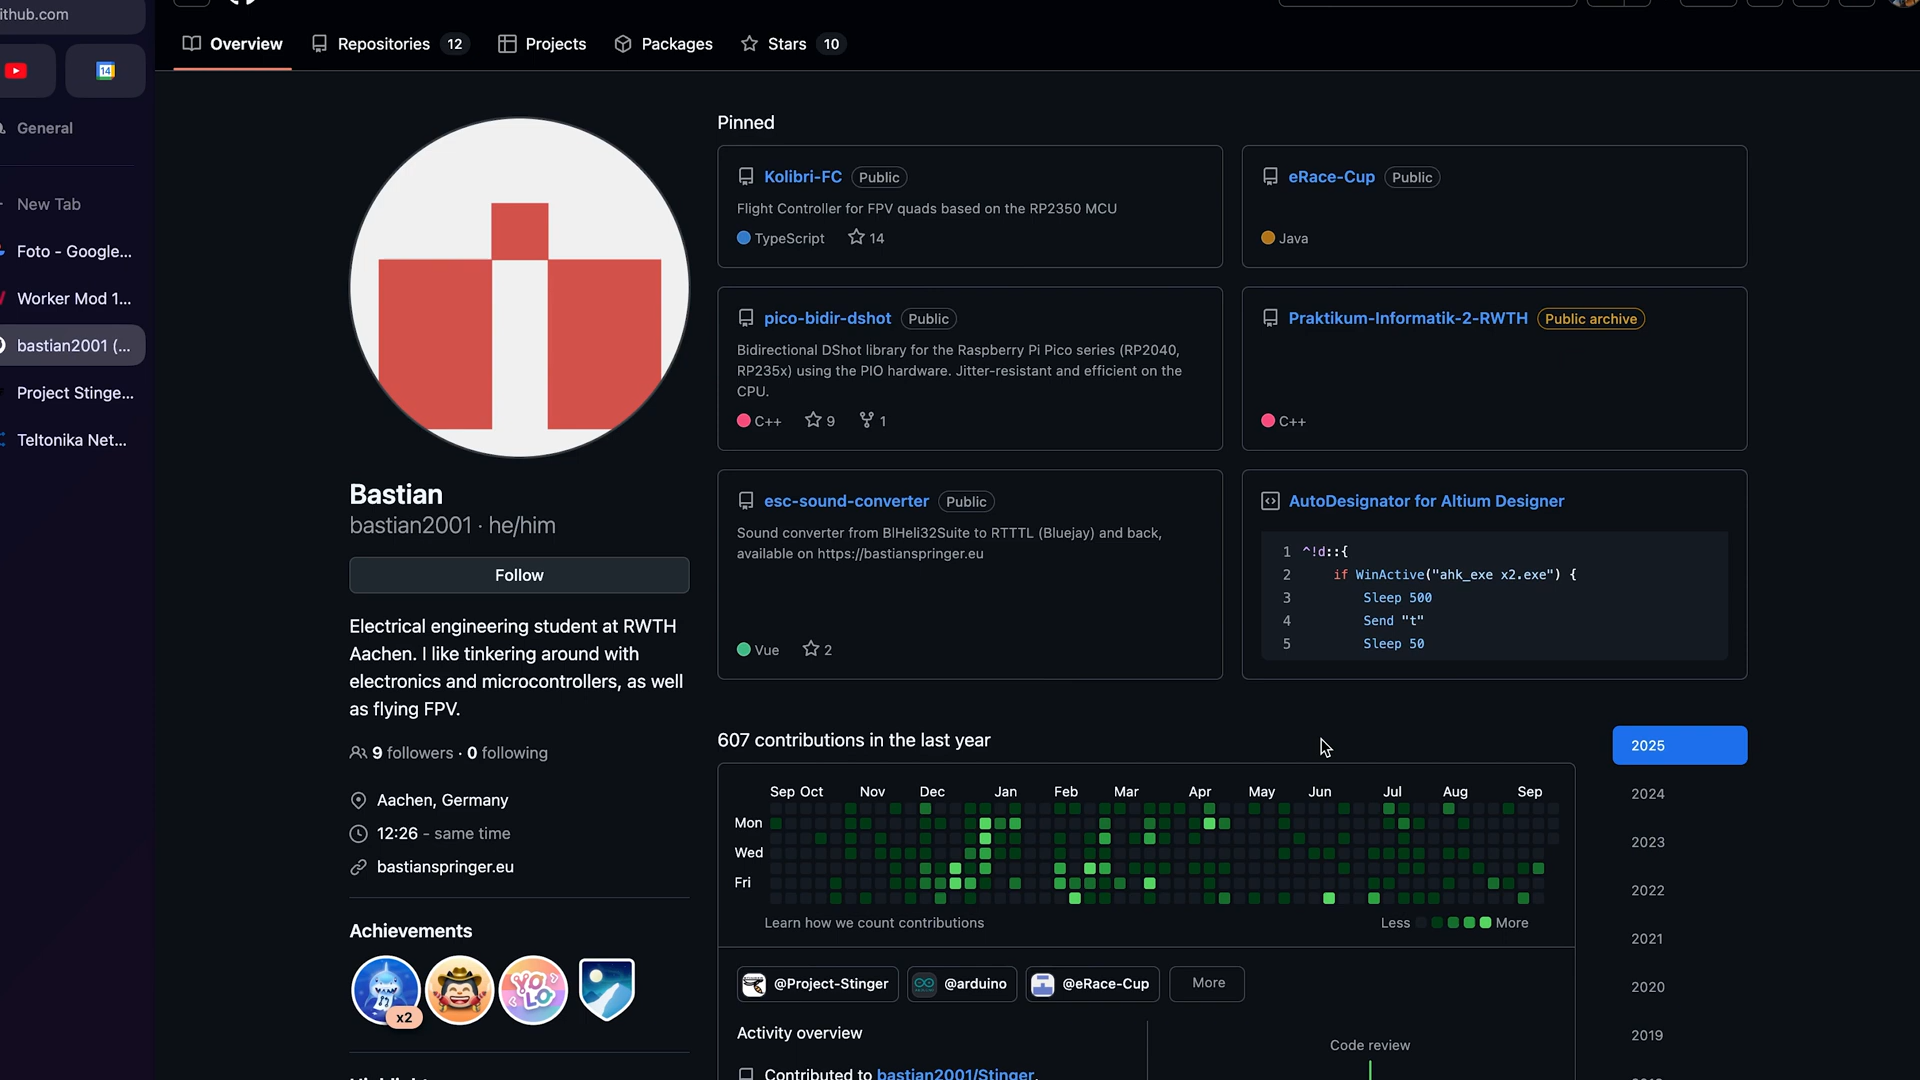 ithub.com
14
General
New Tab
Foto - Google...
Worker Mod 1...
bastian2001 (...
Project Stinge...
Teltonika Net...
Overview
Repositories 12
Projects
Packages
Stars 10
Bastian
bastian2001 · he/him
Follow
Electrical engineering student at RWTH
Aachen. I like tinkering around with
electronics and microcontrollers, as well
as flying FPV.
9 followers · 0 following
Aachen, Germany
12:26 - same time
bastianspringer.eu
Achievements
x2
YOLO
Pinned
Kolibri-FC Public
Flight Controller for FPV quads based on the RP2350 MCU
TypeScript 14
eRace-Cup Public
Java
pico-bidir-dshot Public
Bidirectional DShot library for the Raspberry Pi Pico series (RP2040,
RP235x) using the PIO hardware. Jitter-resistant and efficient on the
CPU.
C++ 9 1
Praktikum-Informatik-2-RWTH Public archive
C++
esc-sound-converter Public
Sound converter from BlHeli32Suite to RTTTL (Bluejay) and back,
available on https://bastianspringer.eu
Vue 2
AutoDesignator for Altium Designer
1 ^!d::{
2 if WinActive("ahk_exe x2.exe") {
3 Sleep 500
4 Send "t"
5 Sleep 50
607 contributions in the last year
Sep Oct Nov Dec Jan Feb Mar Apr May Jun Jul Aug Sep
Mon
Wed
Fri
Learn how we count contributions
Less More
@Project-Stinger @arduino @eRace-Cup More
Activity overview
Contributed to bastian2001/Stinger,
Code review
2025
2024
2023
2022
2021
2020
2019